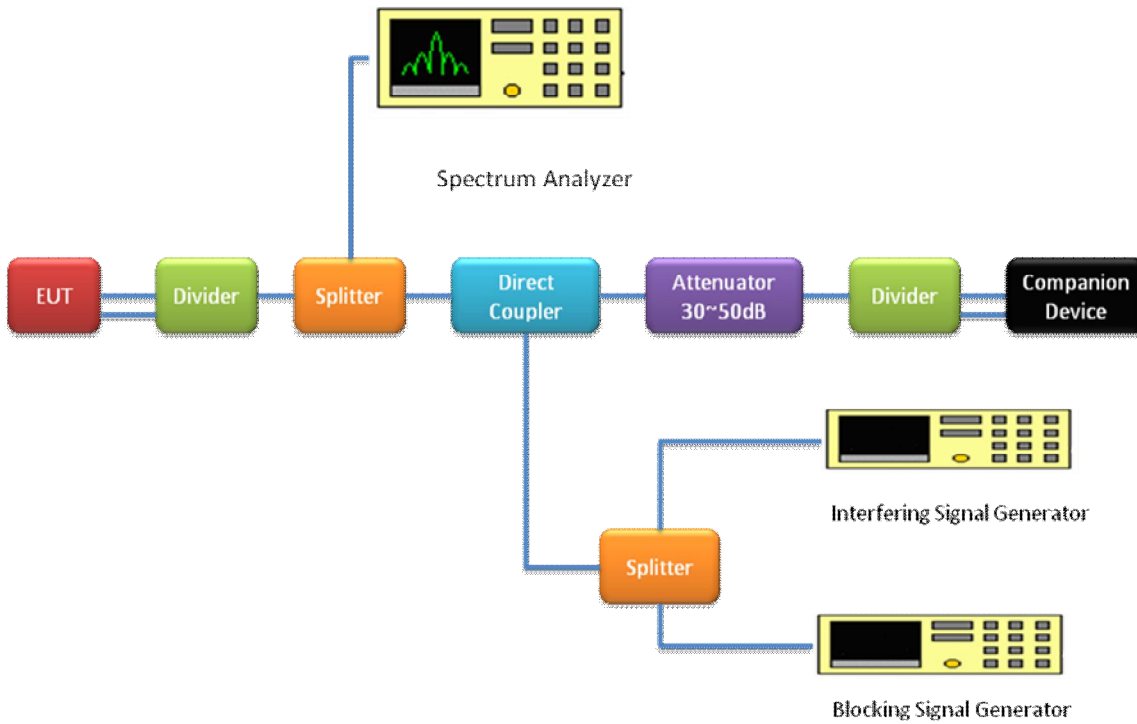 Spectrum Analyzer
EUT
Divider
Splitter
Direct
Coupler
Attenuator
30~50dB
Divider
Companion
Device
Interfering Signal Generator
Splitter
Blocking Signal Generator